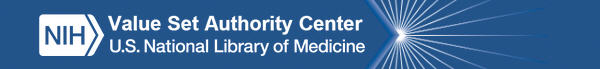 NIH
Value Set Authority Center
U.S. National Library of Medicine